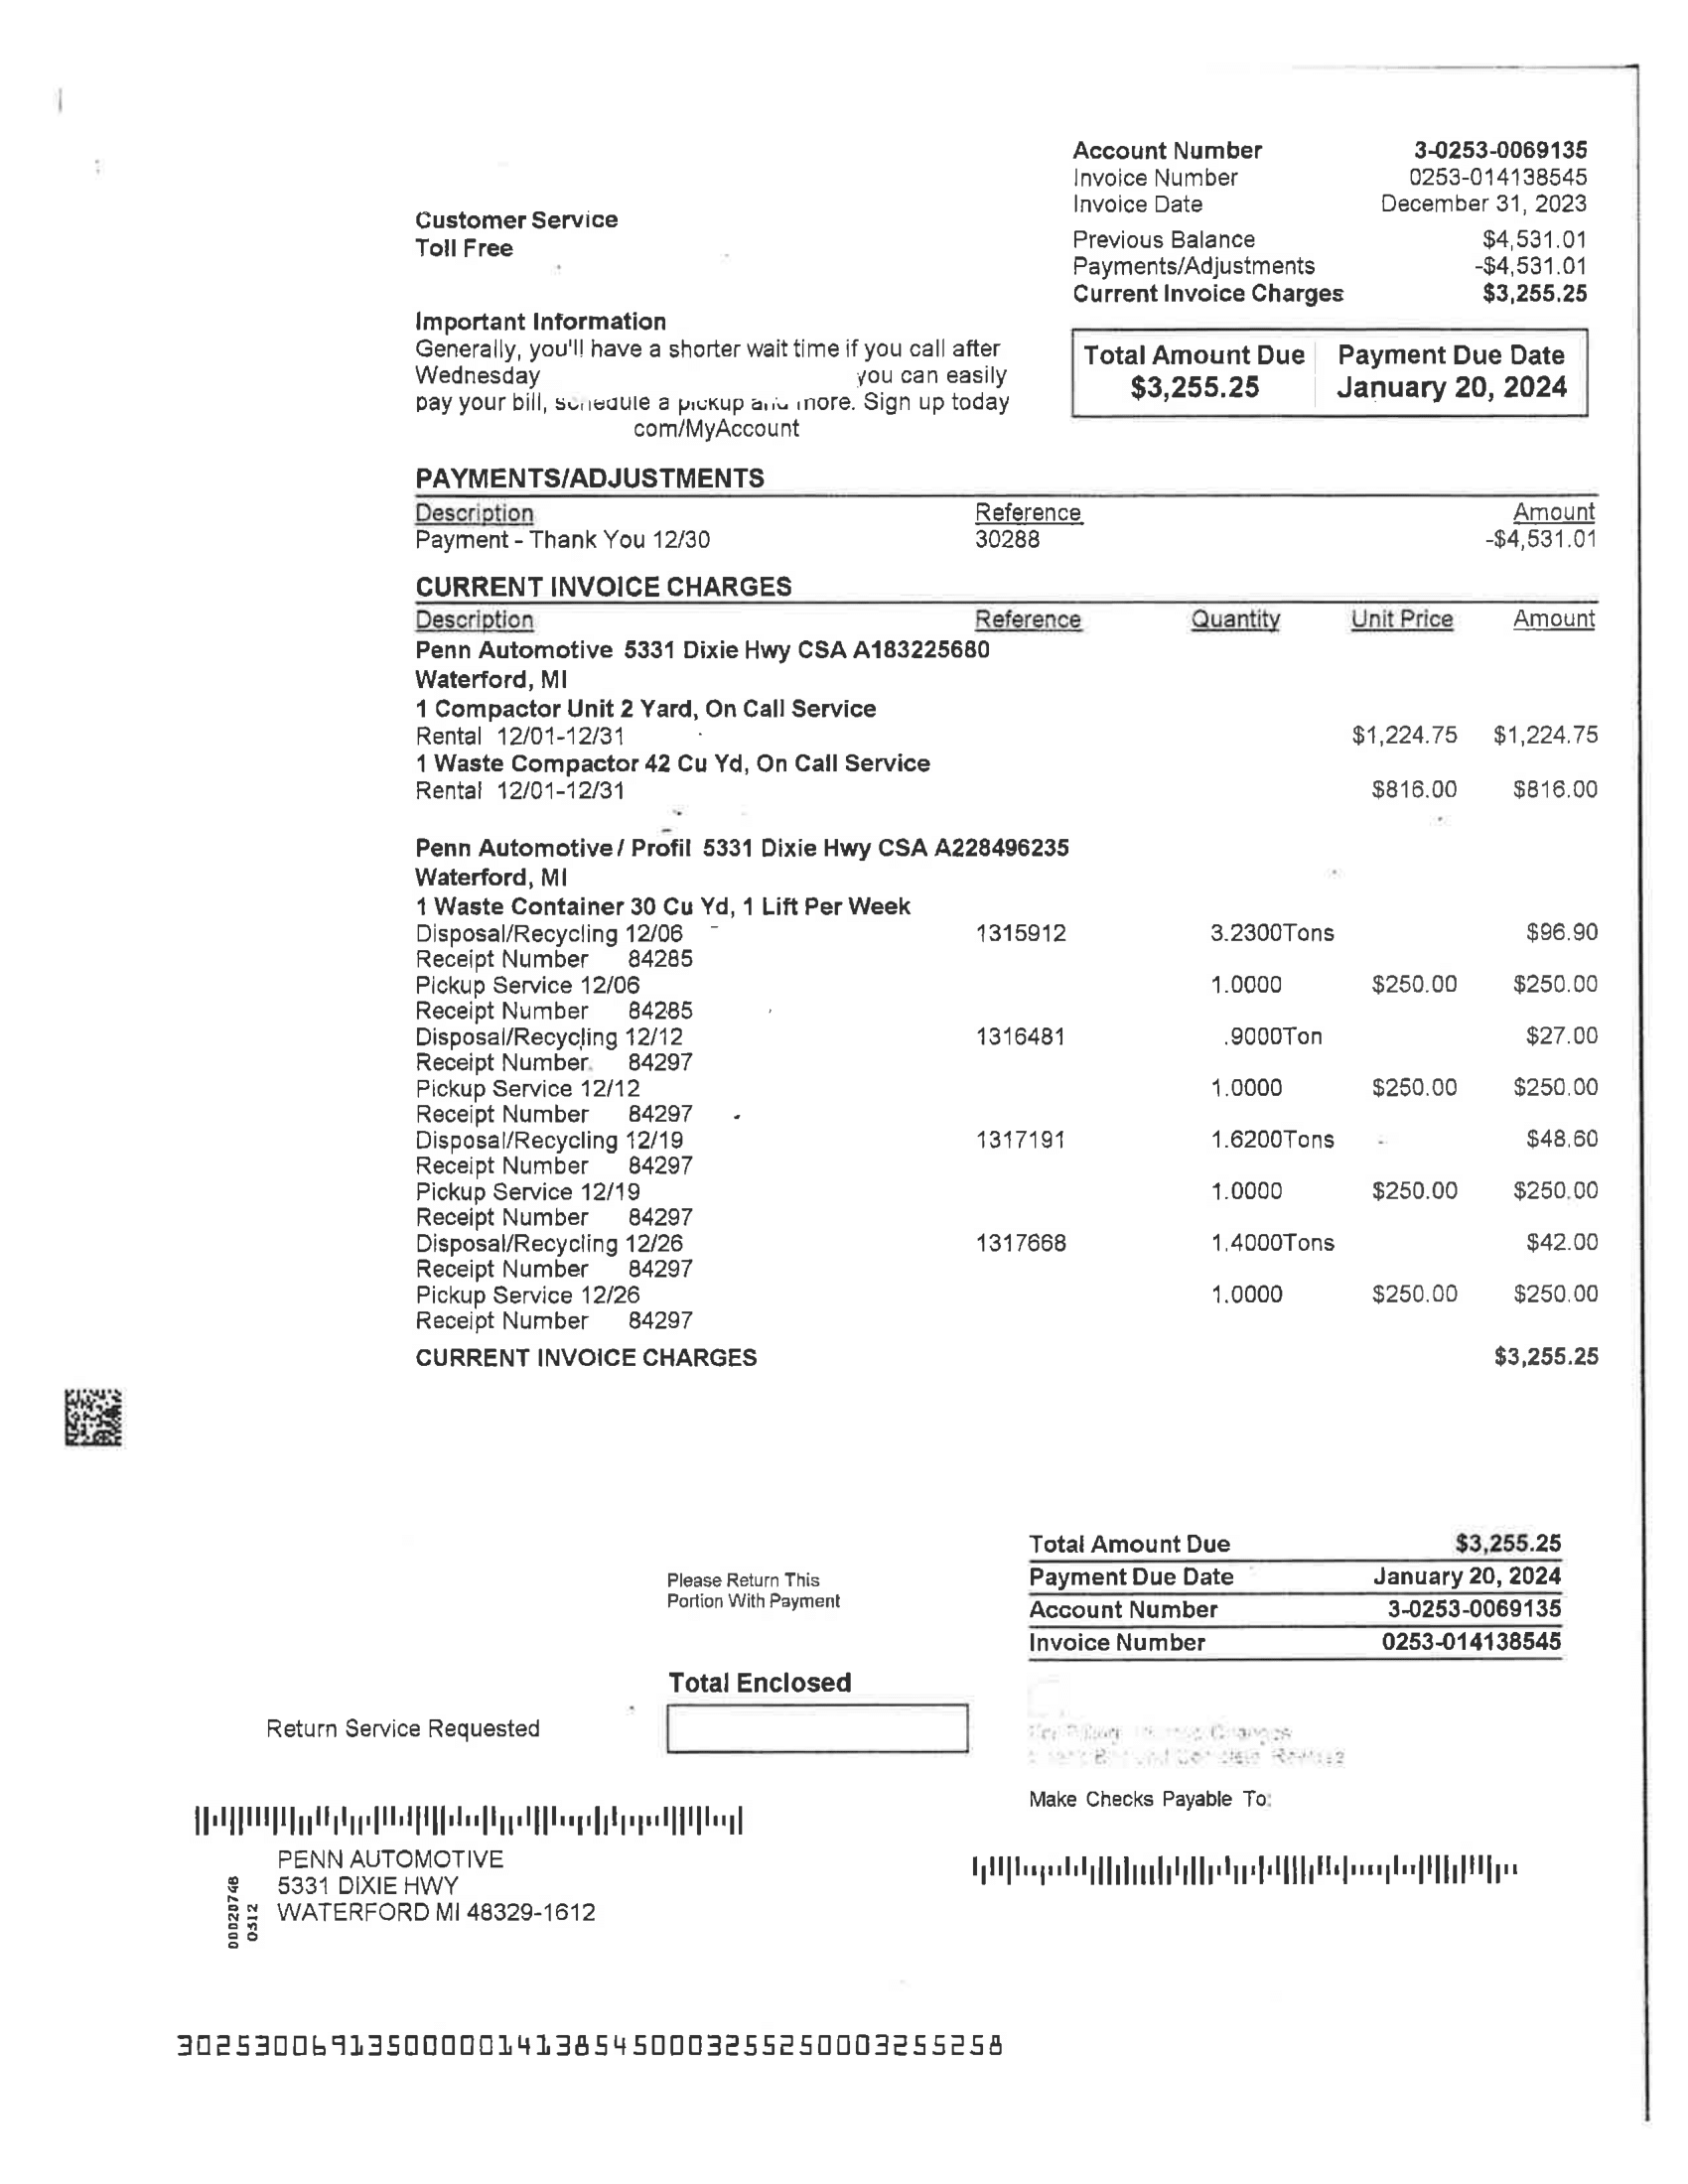 Account Number 3-0253-0069135
Invoice Number 0253-014138545
Invoice Date December 31, 2023
Customer Service
Toll Free
Previous Balance $4,531.01
Payments/Adjustments -$4,531.01
Current Invoice Charges $3,255.25
Important Information
Generally, you'll have a shorter wait time if you call after
Wednesday you can easily
pay your bill, schedule a pickup and more. Sign up today
com/MyAccount
Total Amount Due Payment Due Date
$3,255.25 January 20, 2024
PAYMENTS/ADJUSTMENTS
Description Reference Amount
Payment - Thank You 12/30 30288 -$4,531.01
CURRENT INVOICE CHARGES
Description Reference Quantity Unit Price Amount
Penn Automotive 5331 Dixie Hwy CSA A183225680
Waterford, MI
1 Compactor Unit 2 Yard, On Call Service
Rental 12/01-12/31 $1,224.75 $1,224.75
1 Waste Compactor 42 Cu Yd, On Call Service
Rental 12/01-12/31 $816.00 $816.00
Penn Automotive / Profil 5331 Dixie Hwy CSA A228496235
Waterford, MI
1 Waste Container 30 Cu Yd, 1 Lift Per Week
Disposal/Recycling 12/06 1315912 3.2300Tons $96.90
Receipt Number 84285
Pickup Service 12/06 1.0000 $250.00 $250.00
Receipt Number 84285
Disposal/Recycling 12/12 1316481 .9000Ton $27.00
Receipt Number 84297
Pickup Service 12/12 1.0000 $250.00 $250.00
Receipt Number 84297
Disposal/Recycling 12/19 1317191 1.6200Tons $48.60
Receipt Number 84297
Pickup Service 12/19 1.0000 $250.00 $250.00
Receipt Number 84297
Disposal/Recycling 12/26 1317668 1.4000Tons $42.00
Receipt Number 84297
Pickup Service 12/26 1.0000 $250.00 $250.00
Receipt Number 84297
CURRENT INVOICE CHARGES $3,255.25
Total Amount Due $3,255.25
Payment Due Date January 20, 2024
Account Number 3-0253-0069135
Invoice Number 0253-014138545
Please Return This
Portion With Payment
Total Enclosed
Return Service Requested
Changes
Make Checks Payable To:
PENN AUTOMOTIVE
5331 DIXIE HWY
WATERFORD MI 48329-1612
00020746
0312
30253006913500000141385450003255250003255258